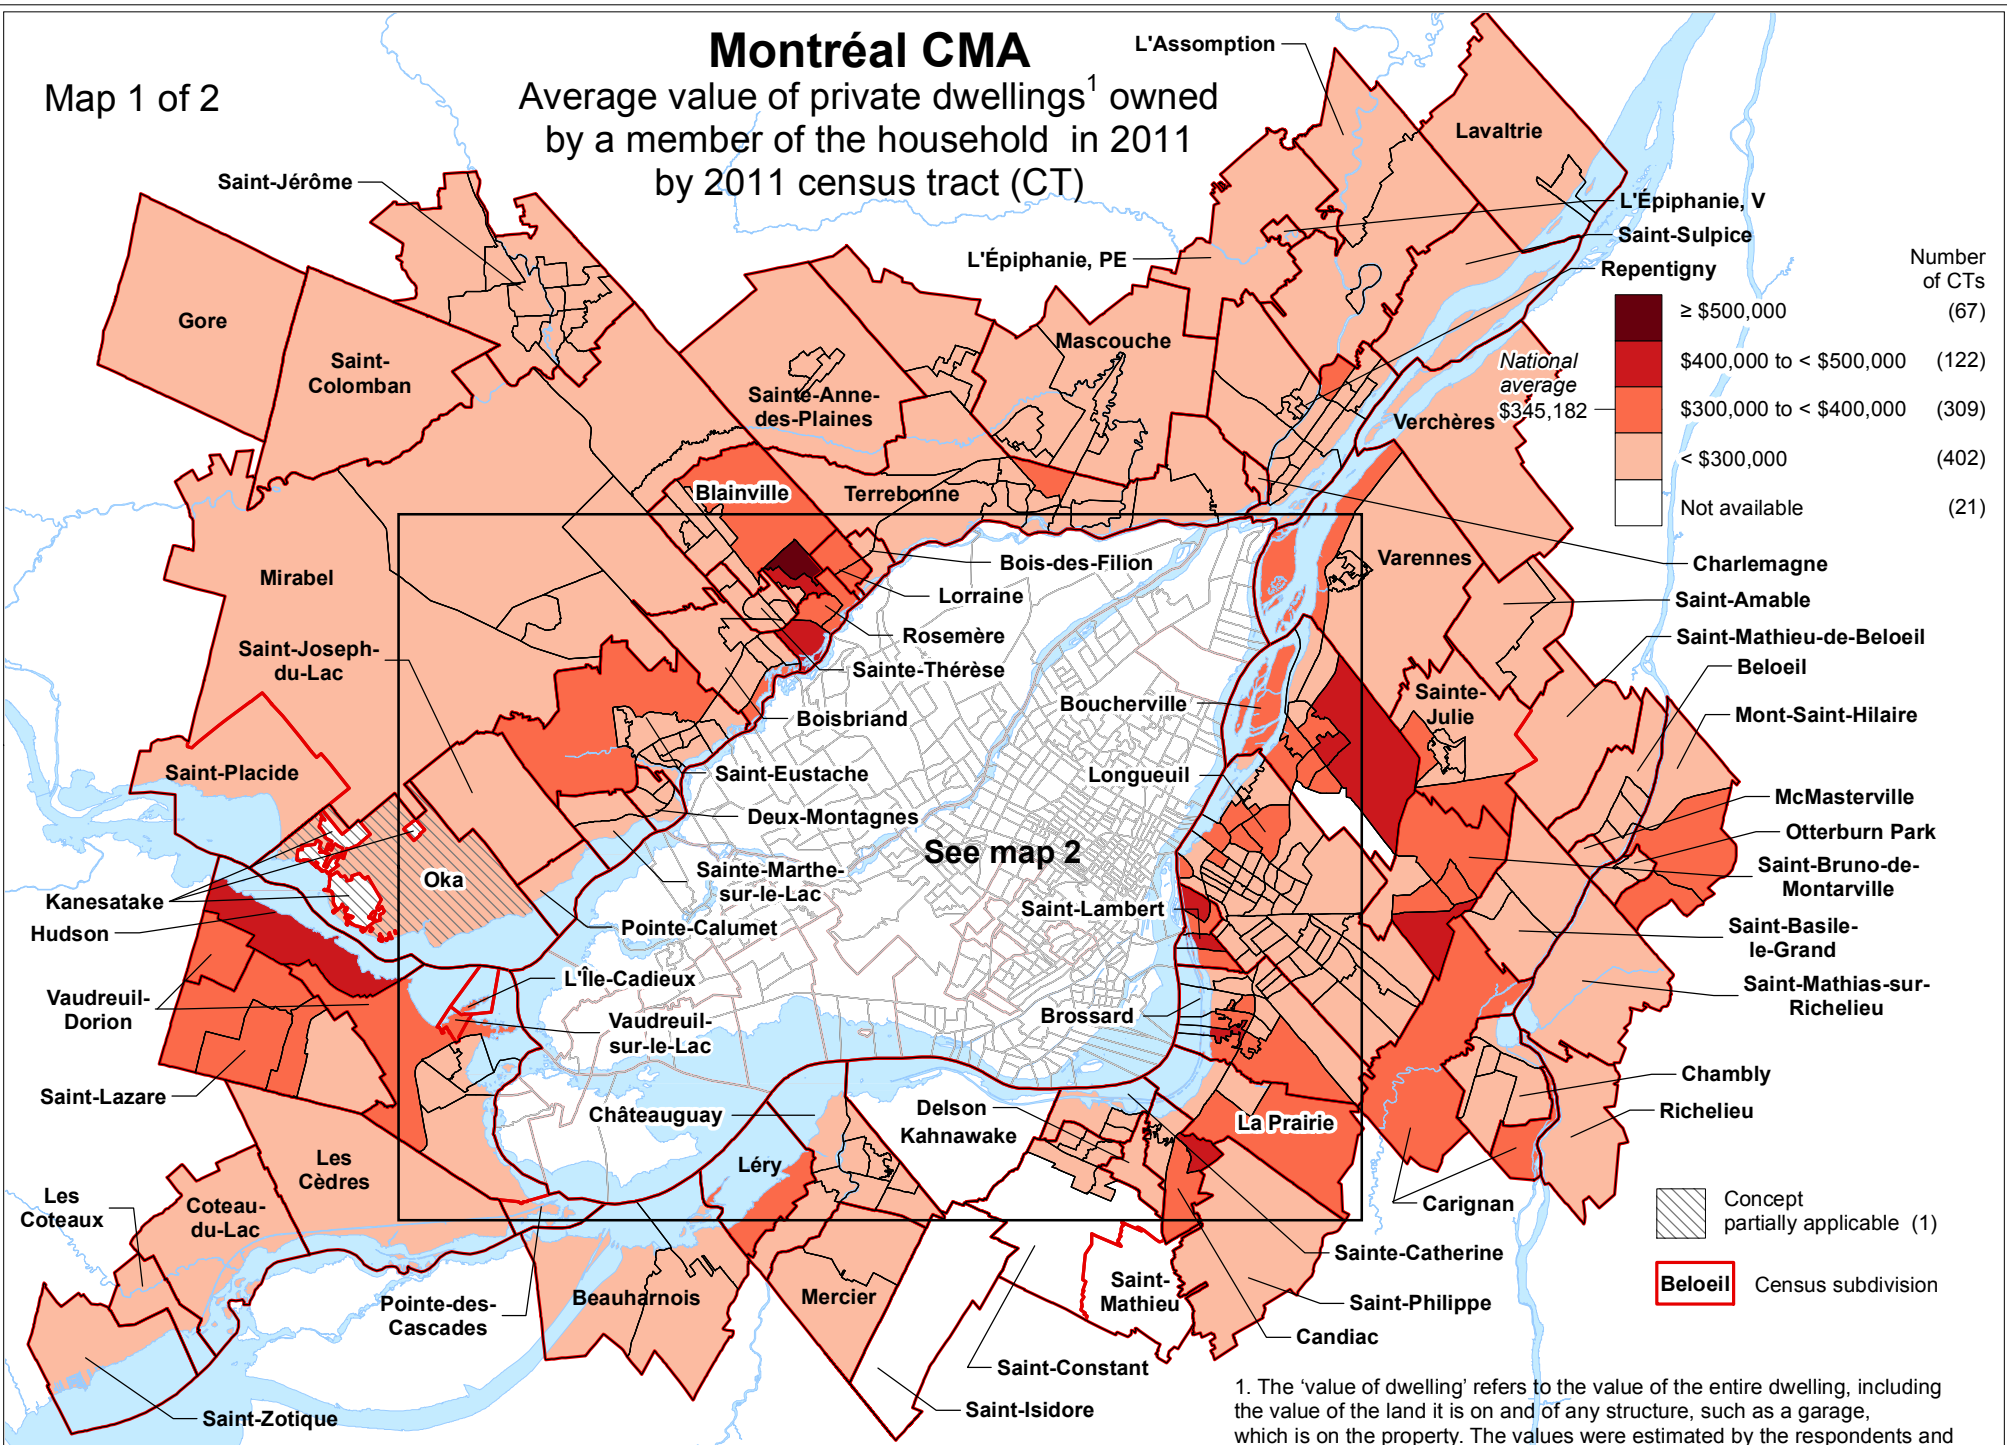 Montréal CMA
Average value of private dwellings1 owned
by a member of the household in 2011
by 2011 census tract (CT)
Map 1 of 2
L'Assomption
Lavaltrie
Saint-Jérôme
L'Épiphanie, V
Saint-Sulpice
L'Épiphanie, PE
Repentigny
Number
of CTs
≥ $500,000 (67)
$400,000 to < $500,000 (122)
National
average
$345,182
$300,000 to < $400,000 (309)
< $300,000 (402)
Not available (21)
Gore
Saint-
Colomban
Mascouche
Sainte-Anne-
des-Plaines
Verchères
Blainville
Terrebonne
Mirabel
Bois-des-Filion
Varennes
Charlemagne
Lorraine
Saint-Amable
Rosemère
Saint-Mathieu-de-Beloeil
Saint-Joseph-
du-Lac
Sainte-Thérèse
Beloeil
Boucherville
Sainte-
Julie
Boisbriand
Mont-Saint-Hilaire
Saint-Placide
Saint-Eustache
Longueuil
McMasterville
Deux-Montagnes
Otterburn Park
See map 2
Saint-Bruno-de-
Montarville
Sainte-Marthe-
sur-le-Lac
Oka
Kanesatake
Saint-Lambert
Hudson
Pointe-Calumet
Saint-Basile-
le-Grand
L'Île-Cadieux
Saint-Mathias-sur-
Richelieu
Vaudreuil-
Dorion
Vaudreuil-
sur-le-Lac
Brossard
Saint-Lazare
Chambly
Châteauguay
Delson
Kahnawake
La Prairie
Richelieu
Les
Cèdres
Léry
Les
Coteaux
Coteau-
du-Lac
Carignan
Concept
partially applicable (1)
Sainte-Catherine
Saint-
Mathieu
Beloeil Census subdivision
Pointe-des-
Cascades
Beauharnois
Mercier
Saint-Philippe
Candiac
Saint-Constant
Saint-Isidore
Saint-Zotique
1. The ‘value of dwelling’ refers to the value of the entire dwelling, including
the value of the land it is on and of any structure, such as a garage,
which is on the property. The values were estimated by the respondents and